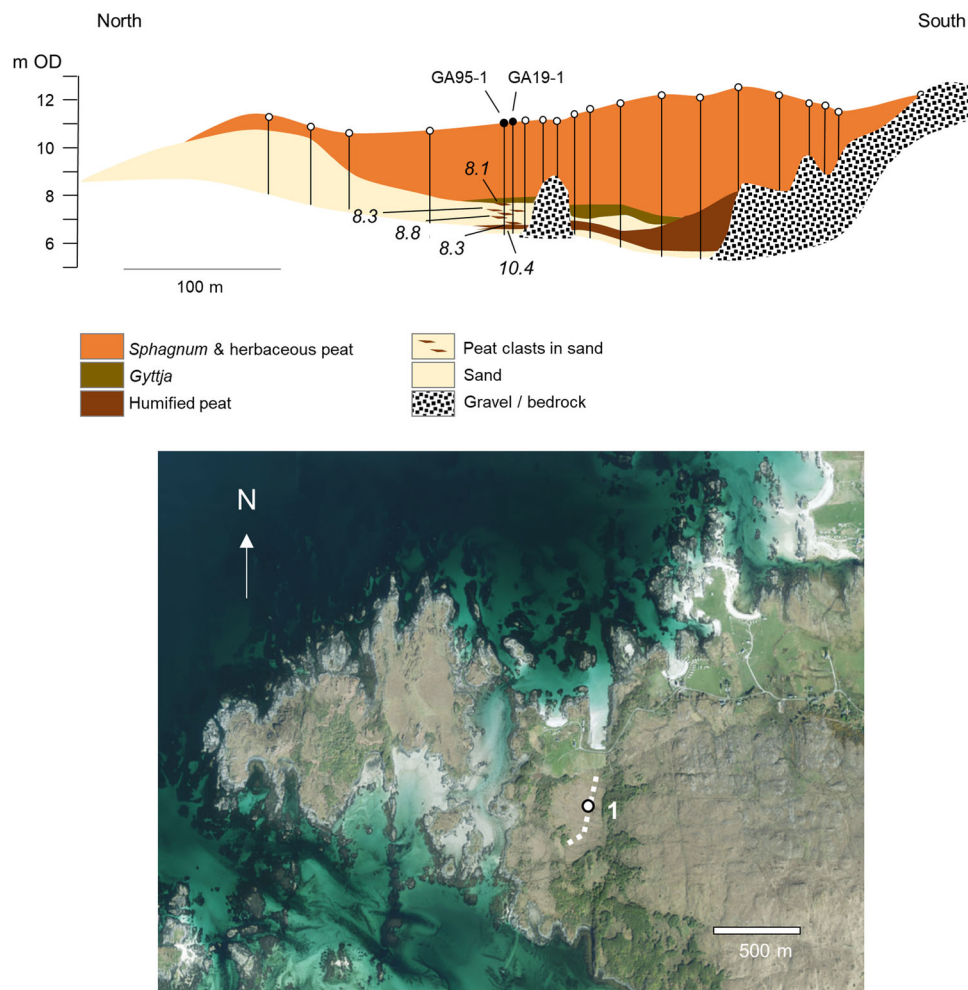 North
South
m OD
GA95-1
GA19-1
12
10
8
6
8.1
8.3
8.8
8.3
10.4
100 m
Sphagnum & herbaceous peat
Gyttja
Humified peat
Peat clasts in sand
Sand
Gravel / bedrock
N
1
500 m